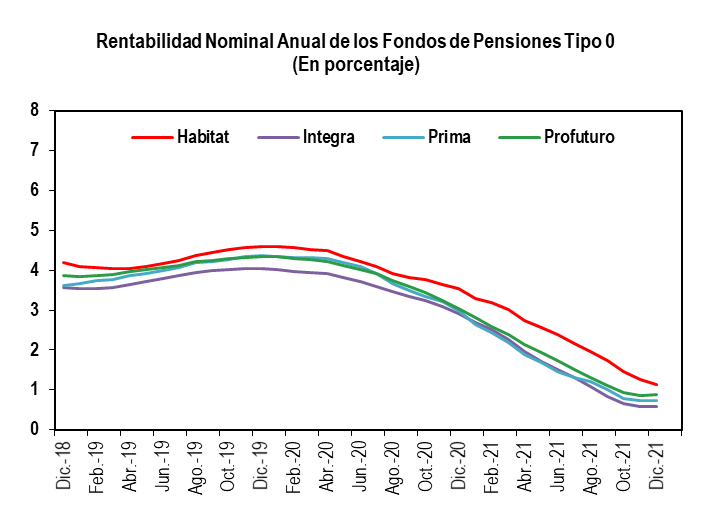 Rentabilidad Nominal Anual de los Fondos de Pensiones Tipo 0
(En porcentaje)
8
7
6
5
4
3
2
1
0
Habitat Integra Prima Profuturo
Dic.-18 Feb.-19 Abr.-19 Jun.-19 Ago.-19 Oct.-19 Dic.-19 Feb.-20 Abr.-20 Jun.-20 Ago.-20 Oct.-20 Dic.-20 Feb.-21 Abr.-21 Jun.-21 Ago.-21 Oct.-21 Dic.-21